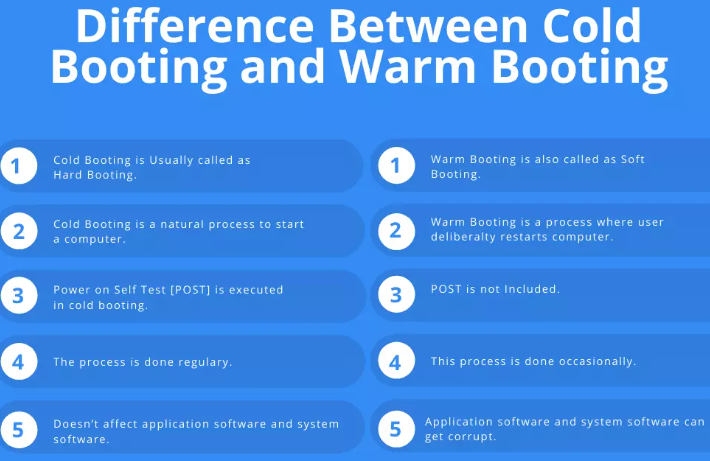 Difference Between Cold
Booting and Warm Booting
1
Cold Booting is Usually called as
Hard Booting.
2
Cold Booting is a natural process to start
a computer.
3
Power on Self Test [POST] is executed
in cold booting.
4
The process is done regulary.
5
Doesn't affect application software and system
software.
1
Warm Booting is also called as Soft
Booting.
2
Warm Booting is a process where user
deliberalty restarts computer.
3
POST is not Included.
4
This process is done occasionally.
5
Application software and system software can
get corrupt.